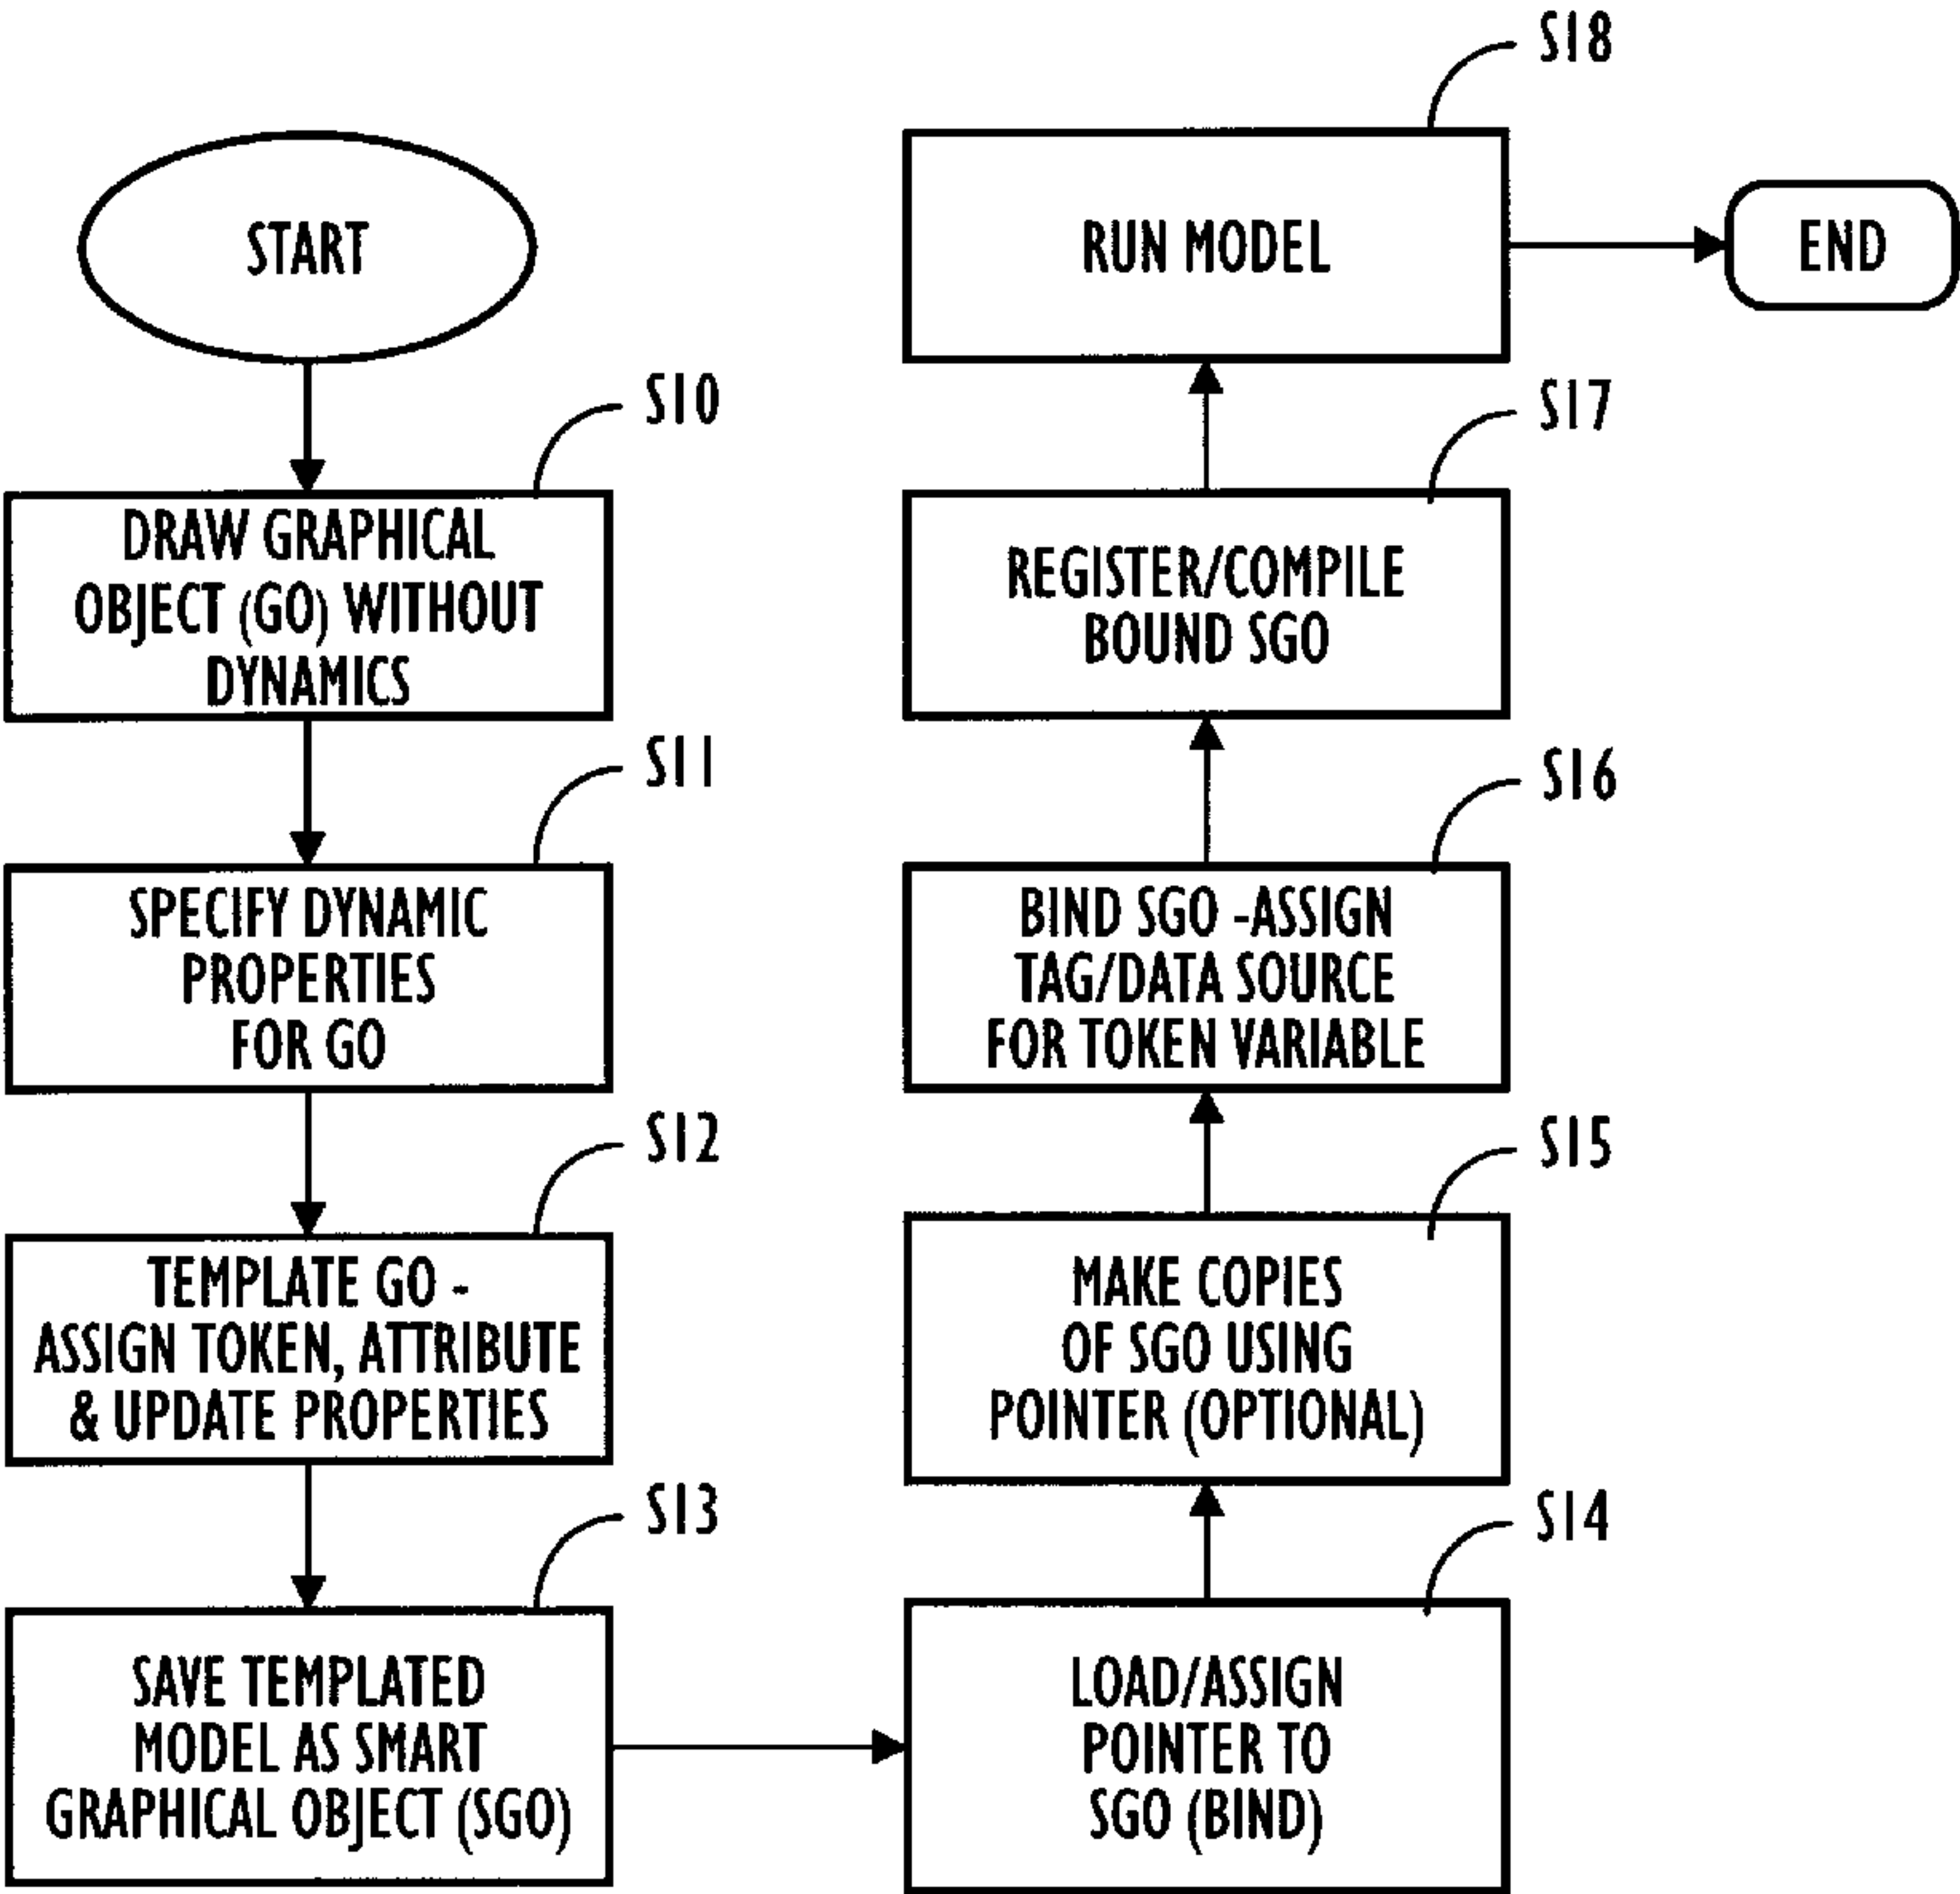 START
S10
DRAW GRAPHICAL
OBJECT (GO) WITHOUT
DYNAMICS
S11
SPECIFY DYNAMIC
PROPERTIES
FOR GO
S12
TEMPLATE GO -
ASSIGN TOKEN, ATTRIBUTE
& UPDATE PROPERTIES
S13
SAVE TEMPLATED
MODEL AS SMART
GRAPHICAL OBJECT (SGO)
S14
LOAD/ASSIGN
POINTER TO
SGO (BIND)
S15
MAKE COPIES
OF SGO USING
POINTER (OPTIONAL)
S16
BIND SGO -ASSIGN
TAG/DATA SOURCE
FOR TOKEN VARIABLE
S17
REGISTER/COMPILE
BOUND SGO
S18
RUN MODEL
END